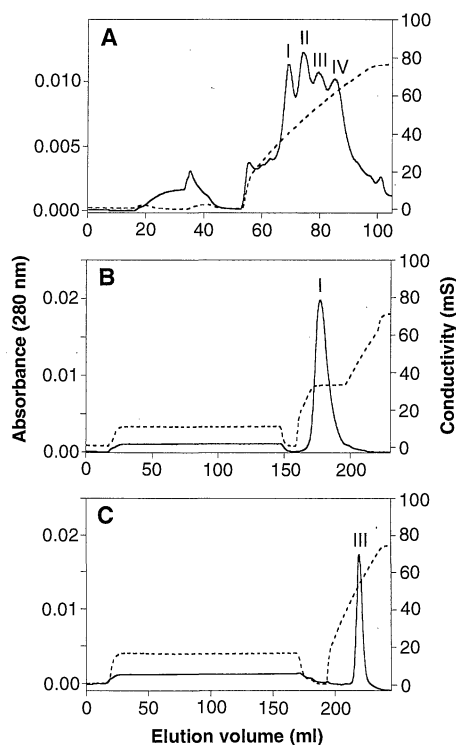 A
I II III IV
0.010
0.005
0.000
100
80
60
40
20
0
0 20 40 60 80 100
B
I
0.02
0.01
0.00
100
80
60
40
20
0
0 50 100 150 200
C
III
0.02
0.01
0.00
100
80
60
40
20
0
0 50 100 150 200
Absorbance (280 nm)
Conductivity (mS)
Elution volume (ml)